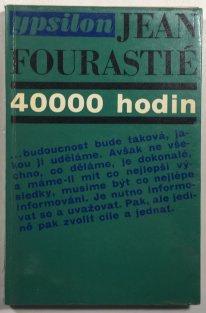 ypsilon JEAN
FOURASTIÉ
40000 hodin
...budoucnost bude taková, ja-
kou ji uděláme. Avšak ne vše-
chno, co děláme, je dokonalé,
a máme-li mít co nejlepší vý-
sledky, musíme být co nejlépe
informováni. Je nutno informo-
vat se a uvažovat. Pak, ale jedi-
ně pak zvolit cíle a jednat.